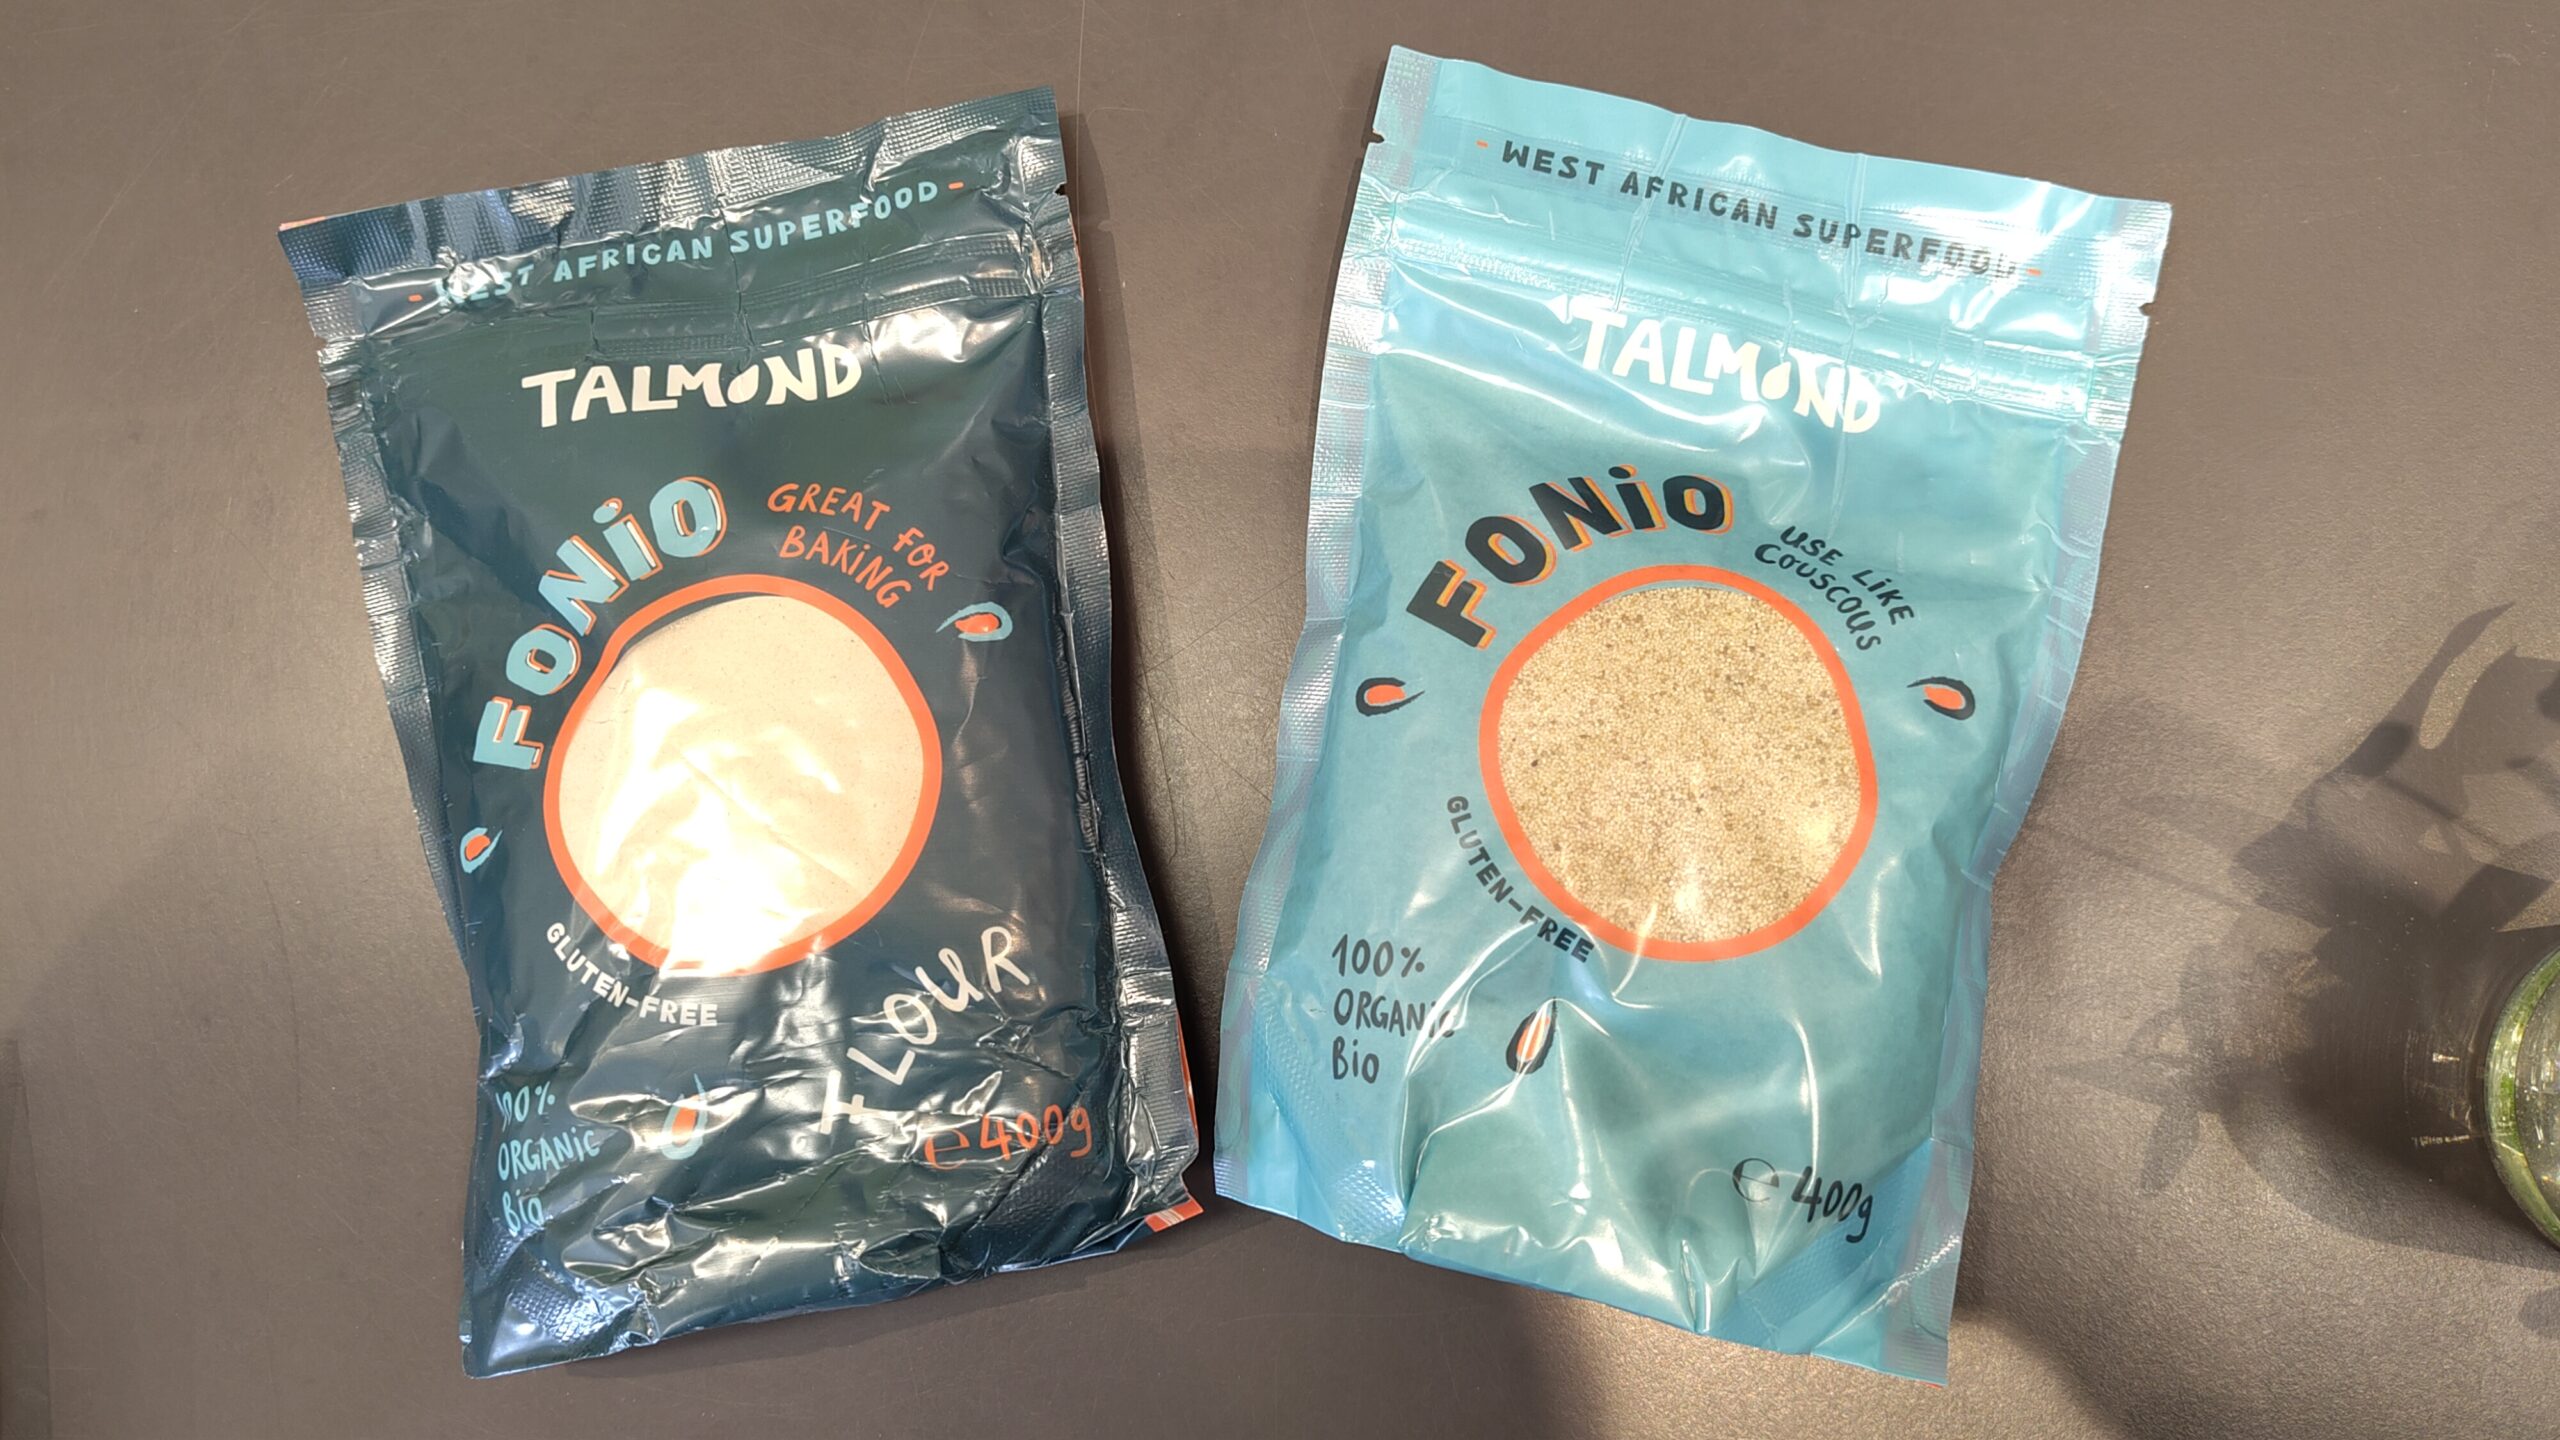 - WEST AFRICAN SUPERFOOD -
TALMOND
FONIO
GREAT FOR
BAKING
GLUTEN-FREE
FLOUR
100%
ORGANIC
BIO
℮ 400g
- WEST AFRICAN SUPERFOOD -
TALMOND
FONIO
USE LIKE
COUSCOUS
GLUTEN-FREE
100%
ORGANIC
BIO
℮ 400g